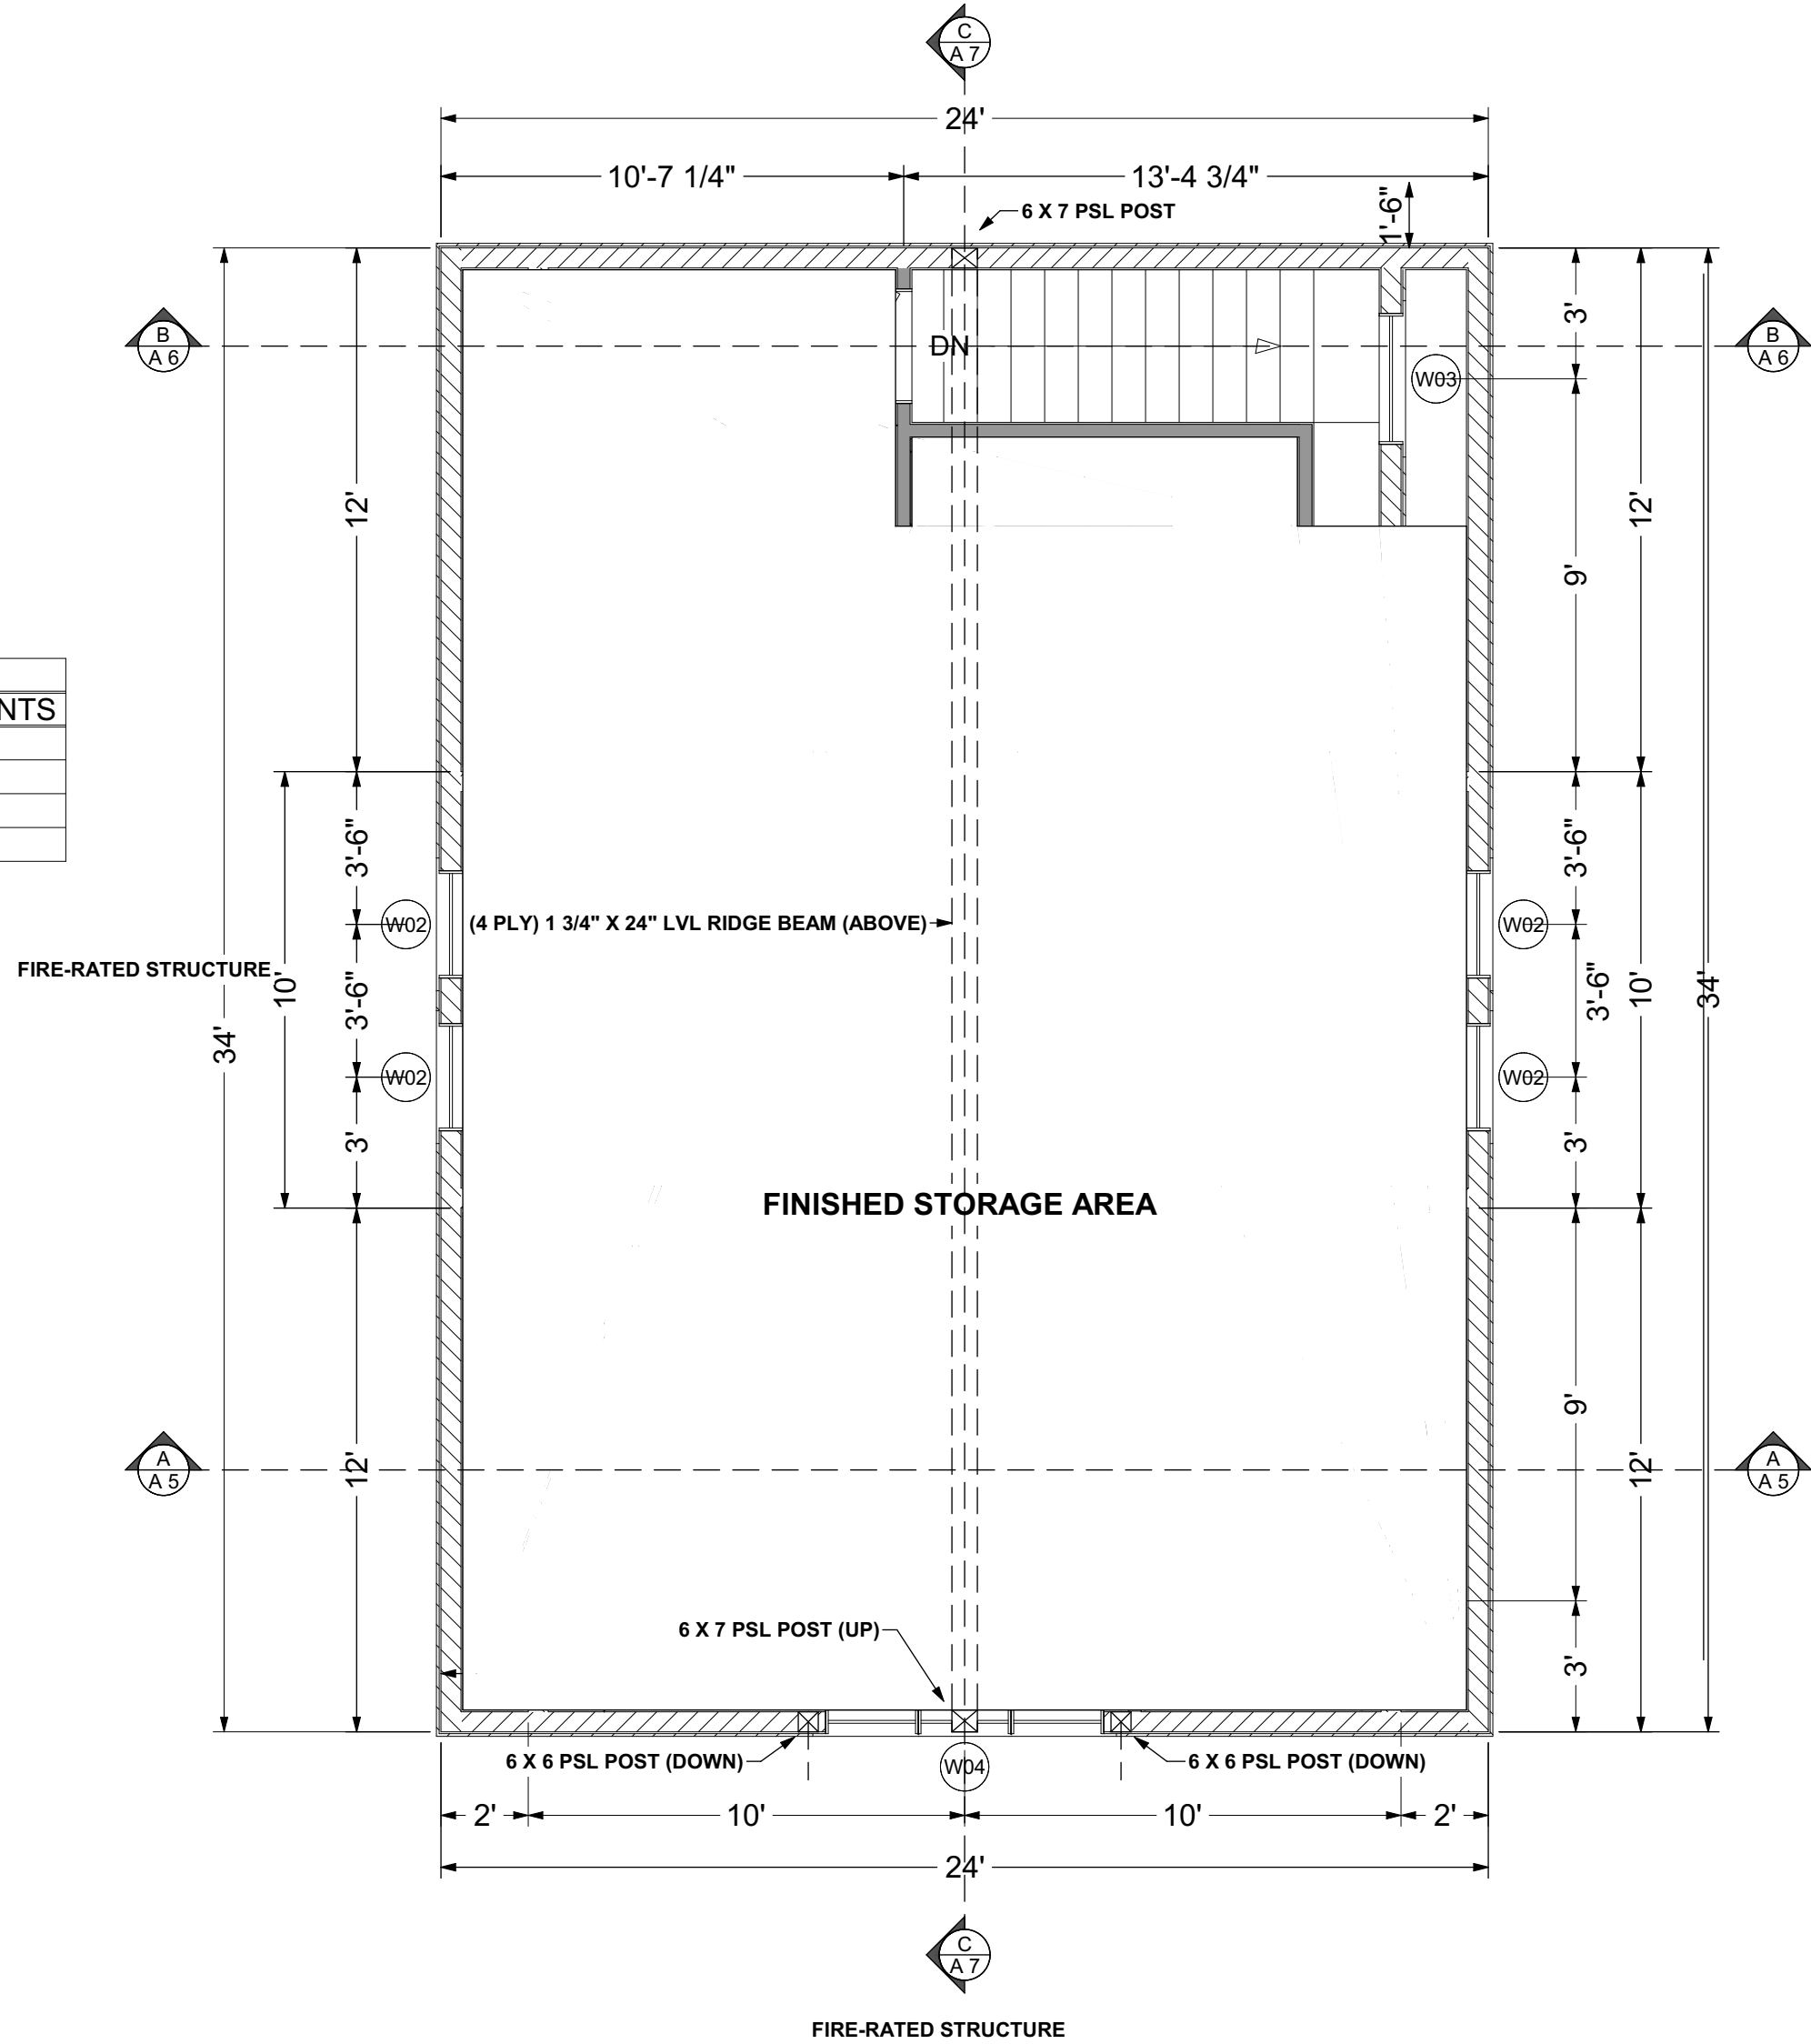 C
A 7
24'
10'-7 1/4"
13'-4 3/4"
1'-6"
6 X 7 PSL POST
3'
B
A 6
DN
B
A 6
W03
12'
12'
9'
NTS
3'-6"
3'-6"
(4 PLY) 1 3/4" X 24" LVL RIDGE BEAM (ABOVE)
W02
W02
FIRE-RATED STRUCTURE
10'
3'-6"
3'-6"
10'
34'
34'
W02
W02
3'
3'
FINISHED STORAGE AREA
9'
A
A 5
12'
12'
A
A 5
6 X 7 PSL POST (UP)
3'
6 X 6 PSL POST (DOWN)
W04
6 X 6 PSL POST (DOWN)
2'
10'
10'
2'
24'
C
A 7
FIRE-RATED STRUCTURE